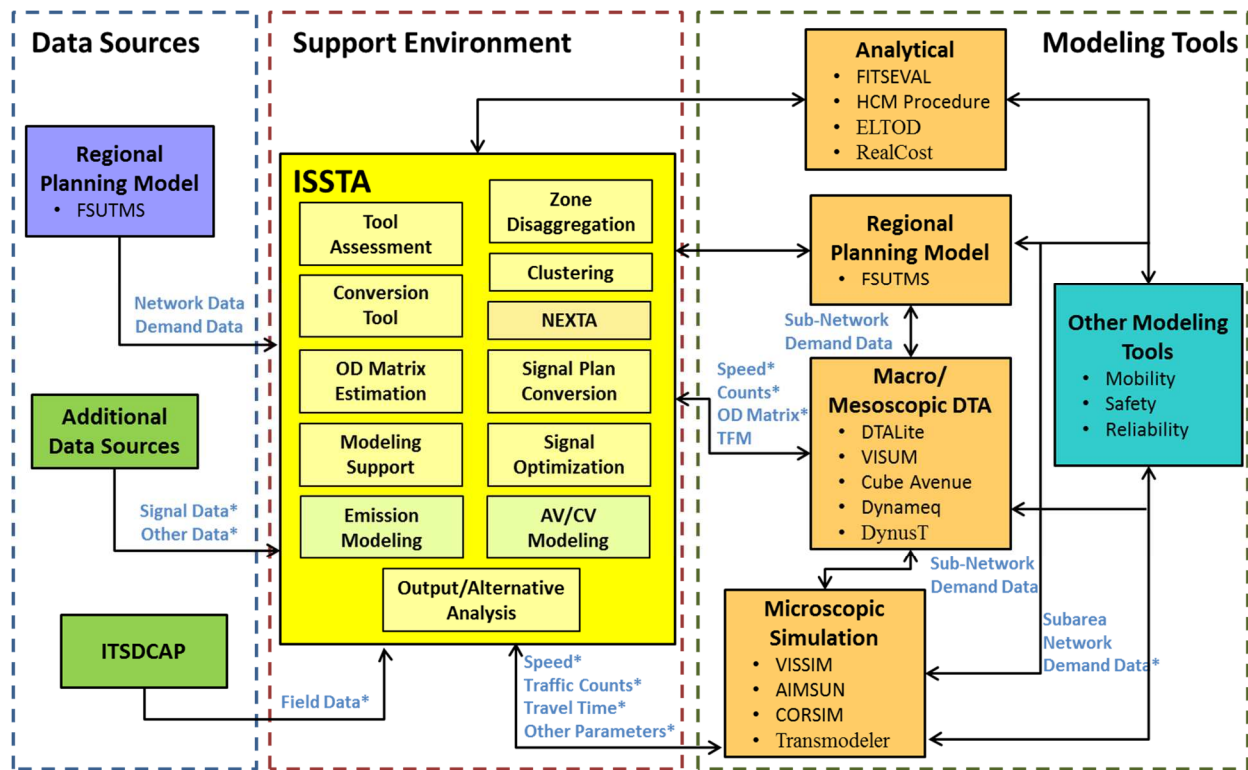 Data Sources
Regional
Planning Model
• FSUTMS
Network Data
Demand Data
Additional
Data Sources
Signal Data*
Other Data*
ITSDCAP
Field Data*
Support Environment
ISSTA
Tool
Assessment
Zone
Disaggregation
Conversion
Tool
Clustering
NEXTA
OD Matrix
Estimation
Signal Plan
Conversion
Modeling
Support
Signal
Optimization
Emission
Modeling
AV/CV
Modeling
Output/Alternative
Analysis
Speed*
Traffic Counts*
Travel Time*
Other Parameters*
Modeling Tools
Analytical
• FITSEVAL
• HCM Procedure
• ELTOD
• RealCost
Regional
Planning Model
• FSUTMS
Sub-Network
Demand Data
Speed*
Counts*
OD Matrix*
TFM
Macro/
Mesoscopic DTA
• DTALite
• VISUM
• Cube Avenue
• Dynameq
• DynusT
Sub-Network
Demand Data
Microscopic
Simulation
• VISSIM
• AIMSUN
• CORSIM
• Transmodeler
Subarea
Network
Demand Data*
Other Modeling
Tools
• Mobility
• Safety
• Reliability